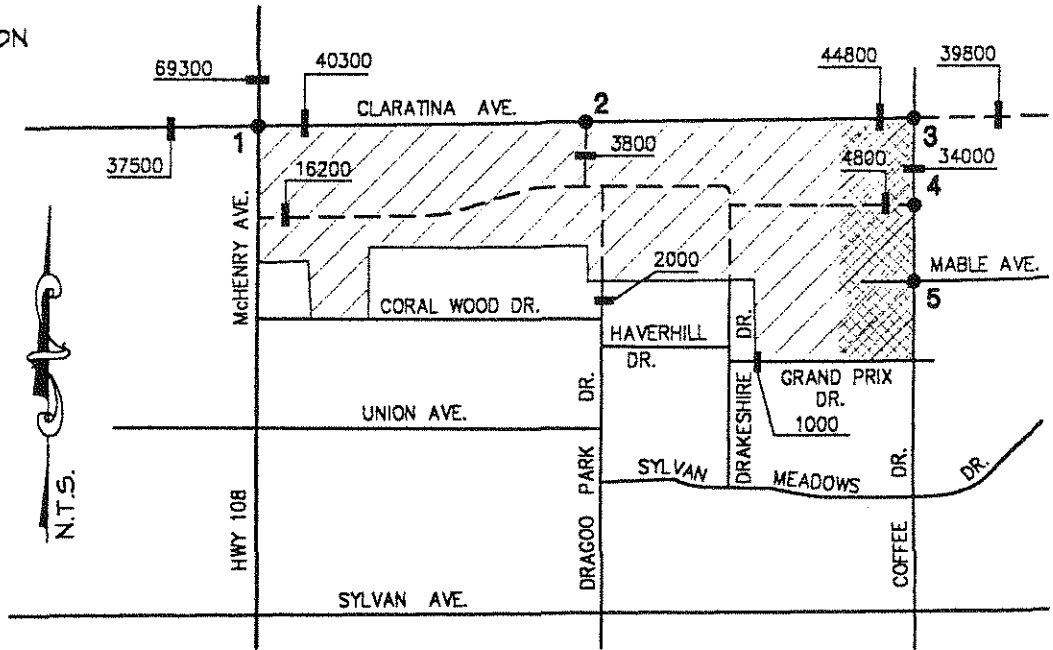 ON
69300
40300
44800
39800
CLARATINA AVE.
1
2
3
37500
3800
34000
4800
4
16200
McHENRY AVE.
MABLE AVE.
5
2000
CORAL WOOD DR.
HAVERHILL
DR.
DRAKESHIRE DR.
GRAND PRIX
DR.
1000
UNION AVE.
DRAGOO PARK DR.
SYLVAN MEADOWS DR.
HWY 108
COFFEE DR.
N.T.S.
SYLVAN AVE.